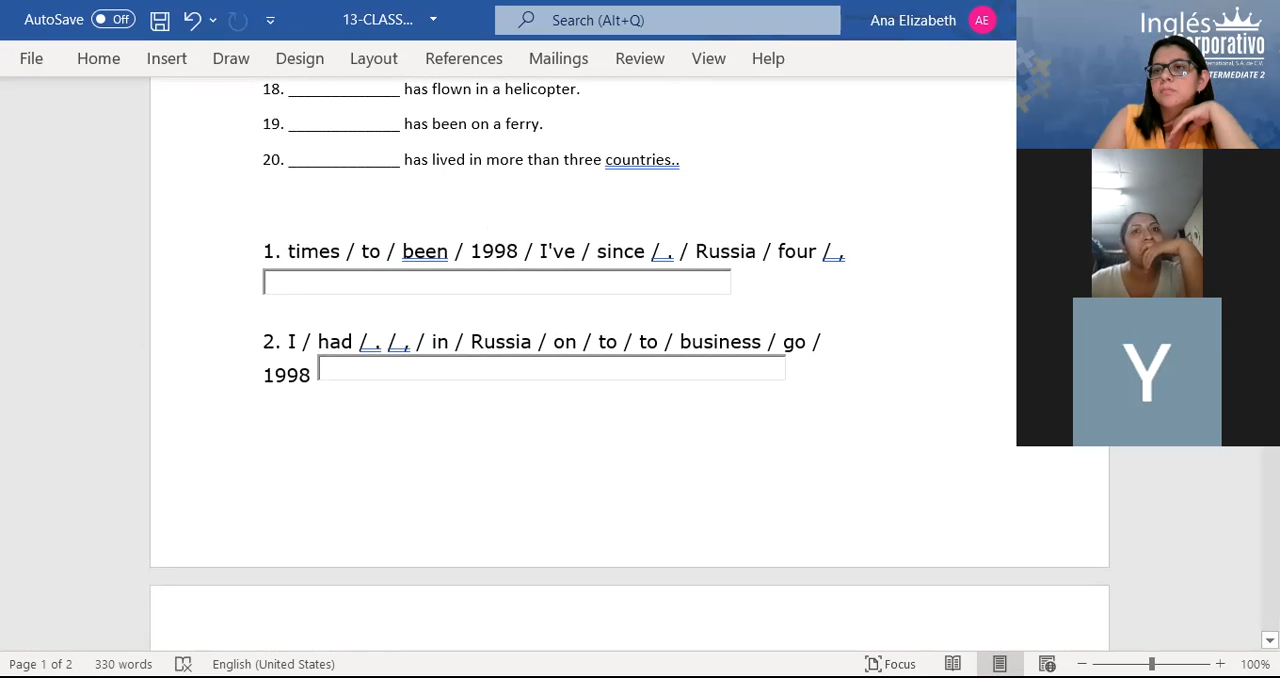 AutoSave Off 13-CLASS... Search (Alt+Q) Ana Elizabeth AE
File Home Insert Draw Design Layout References Mailings Review View Help
Inglés
INTERMEDIATE 2
18. _____________ has flown in a helicopter.
19. _____________ has been on a ferry.
20. _____________ has lived in more than three countries..
1. times / to / been / 1998 / I've / since / . / Russia / four / ,
2. I / had / . / , / in / Russia / on / to / to / business / go /
1998
Y
Page 1 of 2 330 words English (United States) Focus 100%